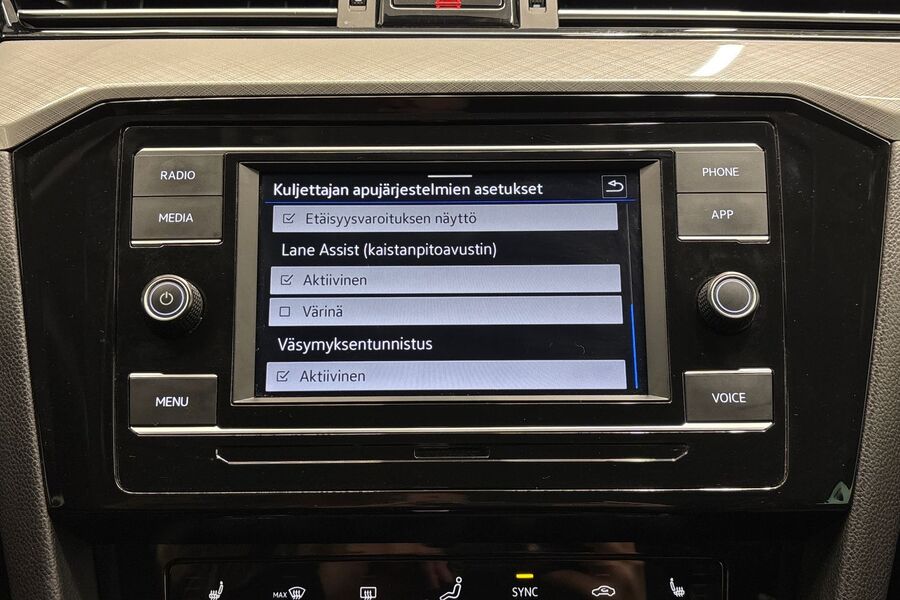 RADIO
PHONE
MEDIA
APP
Kuljettajan apujärjestelmien asetukset
Etäisyysvaroituksen näyttö
Lane Assist (kaistanpitoavustin)
Aktiivinen
Värinä
Väsymyksentunnistus
Aktiivinen
MENU
VOICE
MAX
SYNC